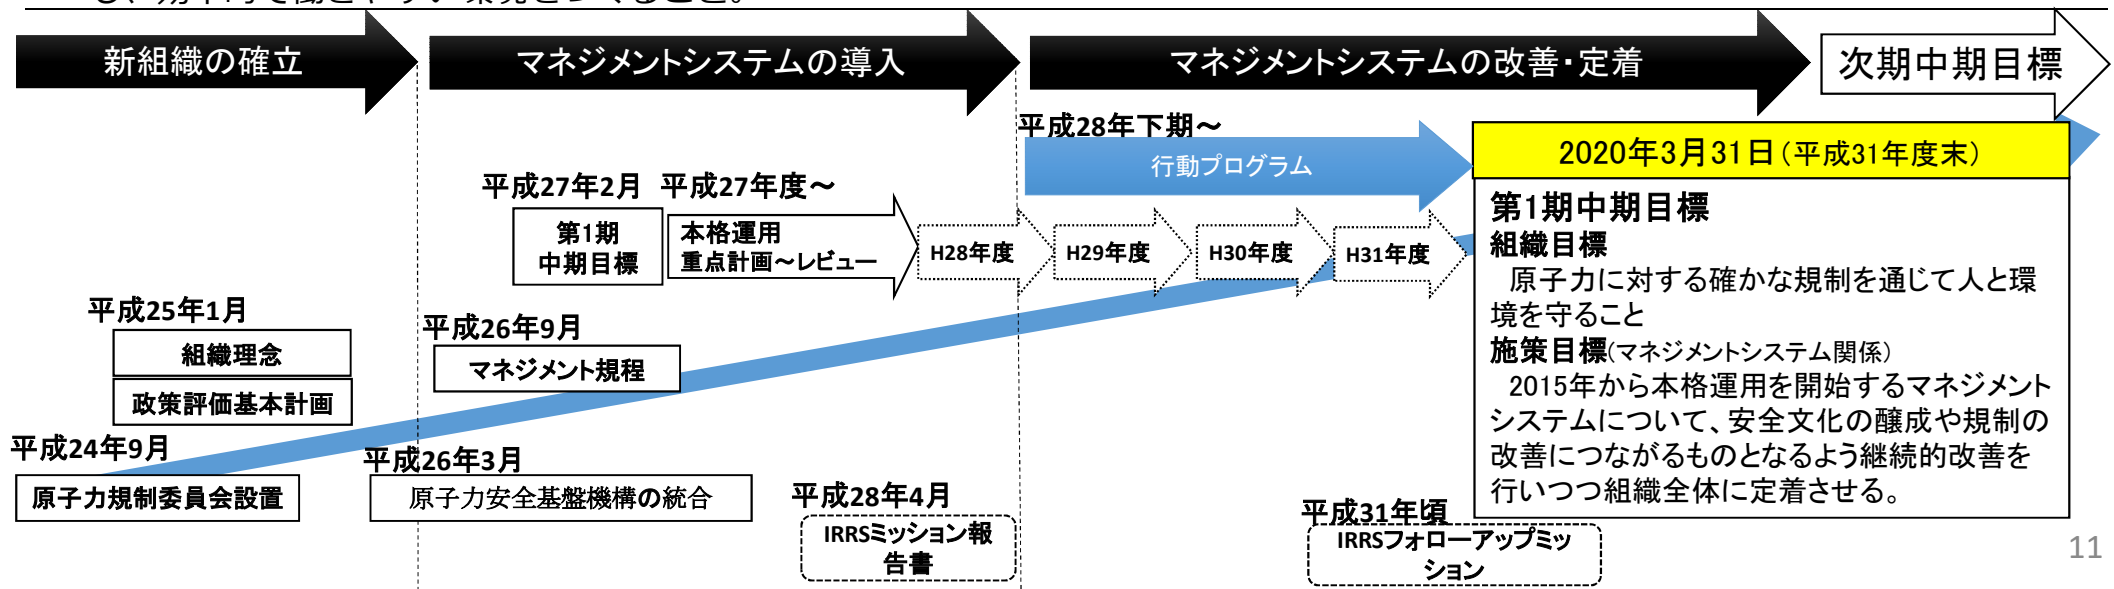 新組織の確立
マネジメントシステムの導入
マネジメントシステムの改善・定着
次期中期目標
平成28年下期～
行動プログラム
2020年3月31日（平成31年度末）
平成27年2月
平成27年度～
第1期
中期目標
本格運用
重点計画～レビュー
H28年度
H29年度
H30年度
H31年度
第1期中期目標
組織目標
原子力に対する確かな規制を通じて人と環
境を守ること
施策目標(マネジメントシステム関係)
2015年から本格運用を開始するマネジメント
システムについて、安全文化の醸成や規制の
改善につながるものとなるよう継続的改善を
行いつつ組織全体に定着させる。
平成25年1月
組織理念
政策評価基本計画
平成26年9月
マネジメント規程
平成24年9月
原子力規制委員会設置
平成26年3月
原子力安全基盤機構の統合
平成28年4月
IRRSミッション報
告書
平成31年頃
IRRSフォローアップミッ
ション
11